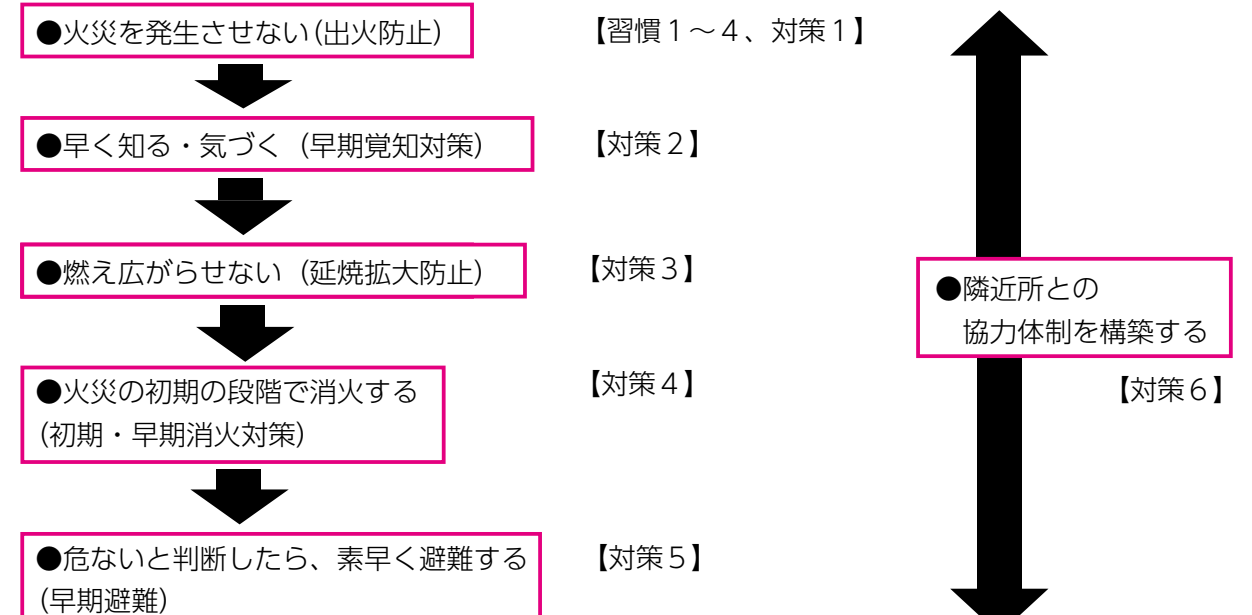 ●火災を発生させない(出火防止)
【習慣1~4、対策1】
●早く知る・気づく(早期覚知対策)
【対策2】
●燃え広がらせない(延焼拡大防止)
【対策3】
●火災の初期の段階で消火する
(初期・早期消火対策)
【対策4】
●危ないと判断したら、素早く避難する
(早期避難)
【対策5】
●隣近所との
協力体制を構築する
【対策6】